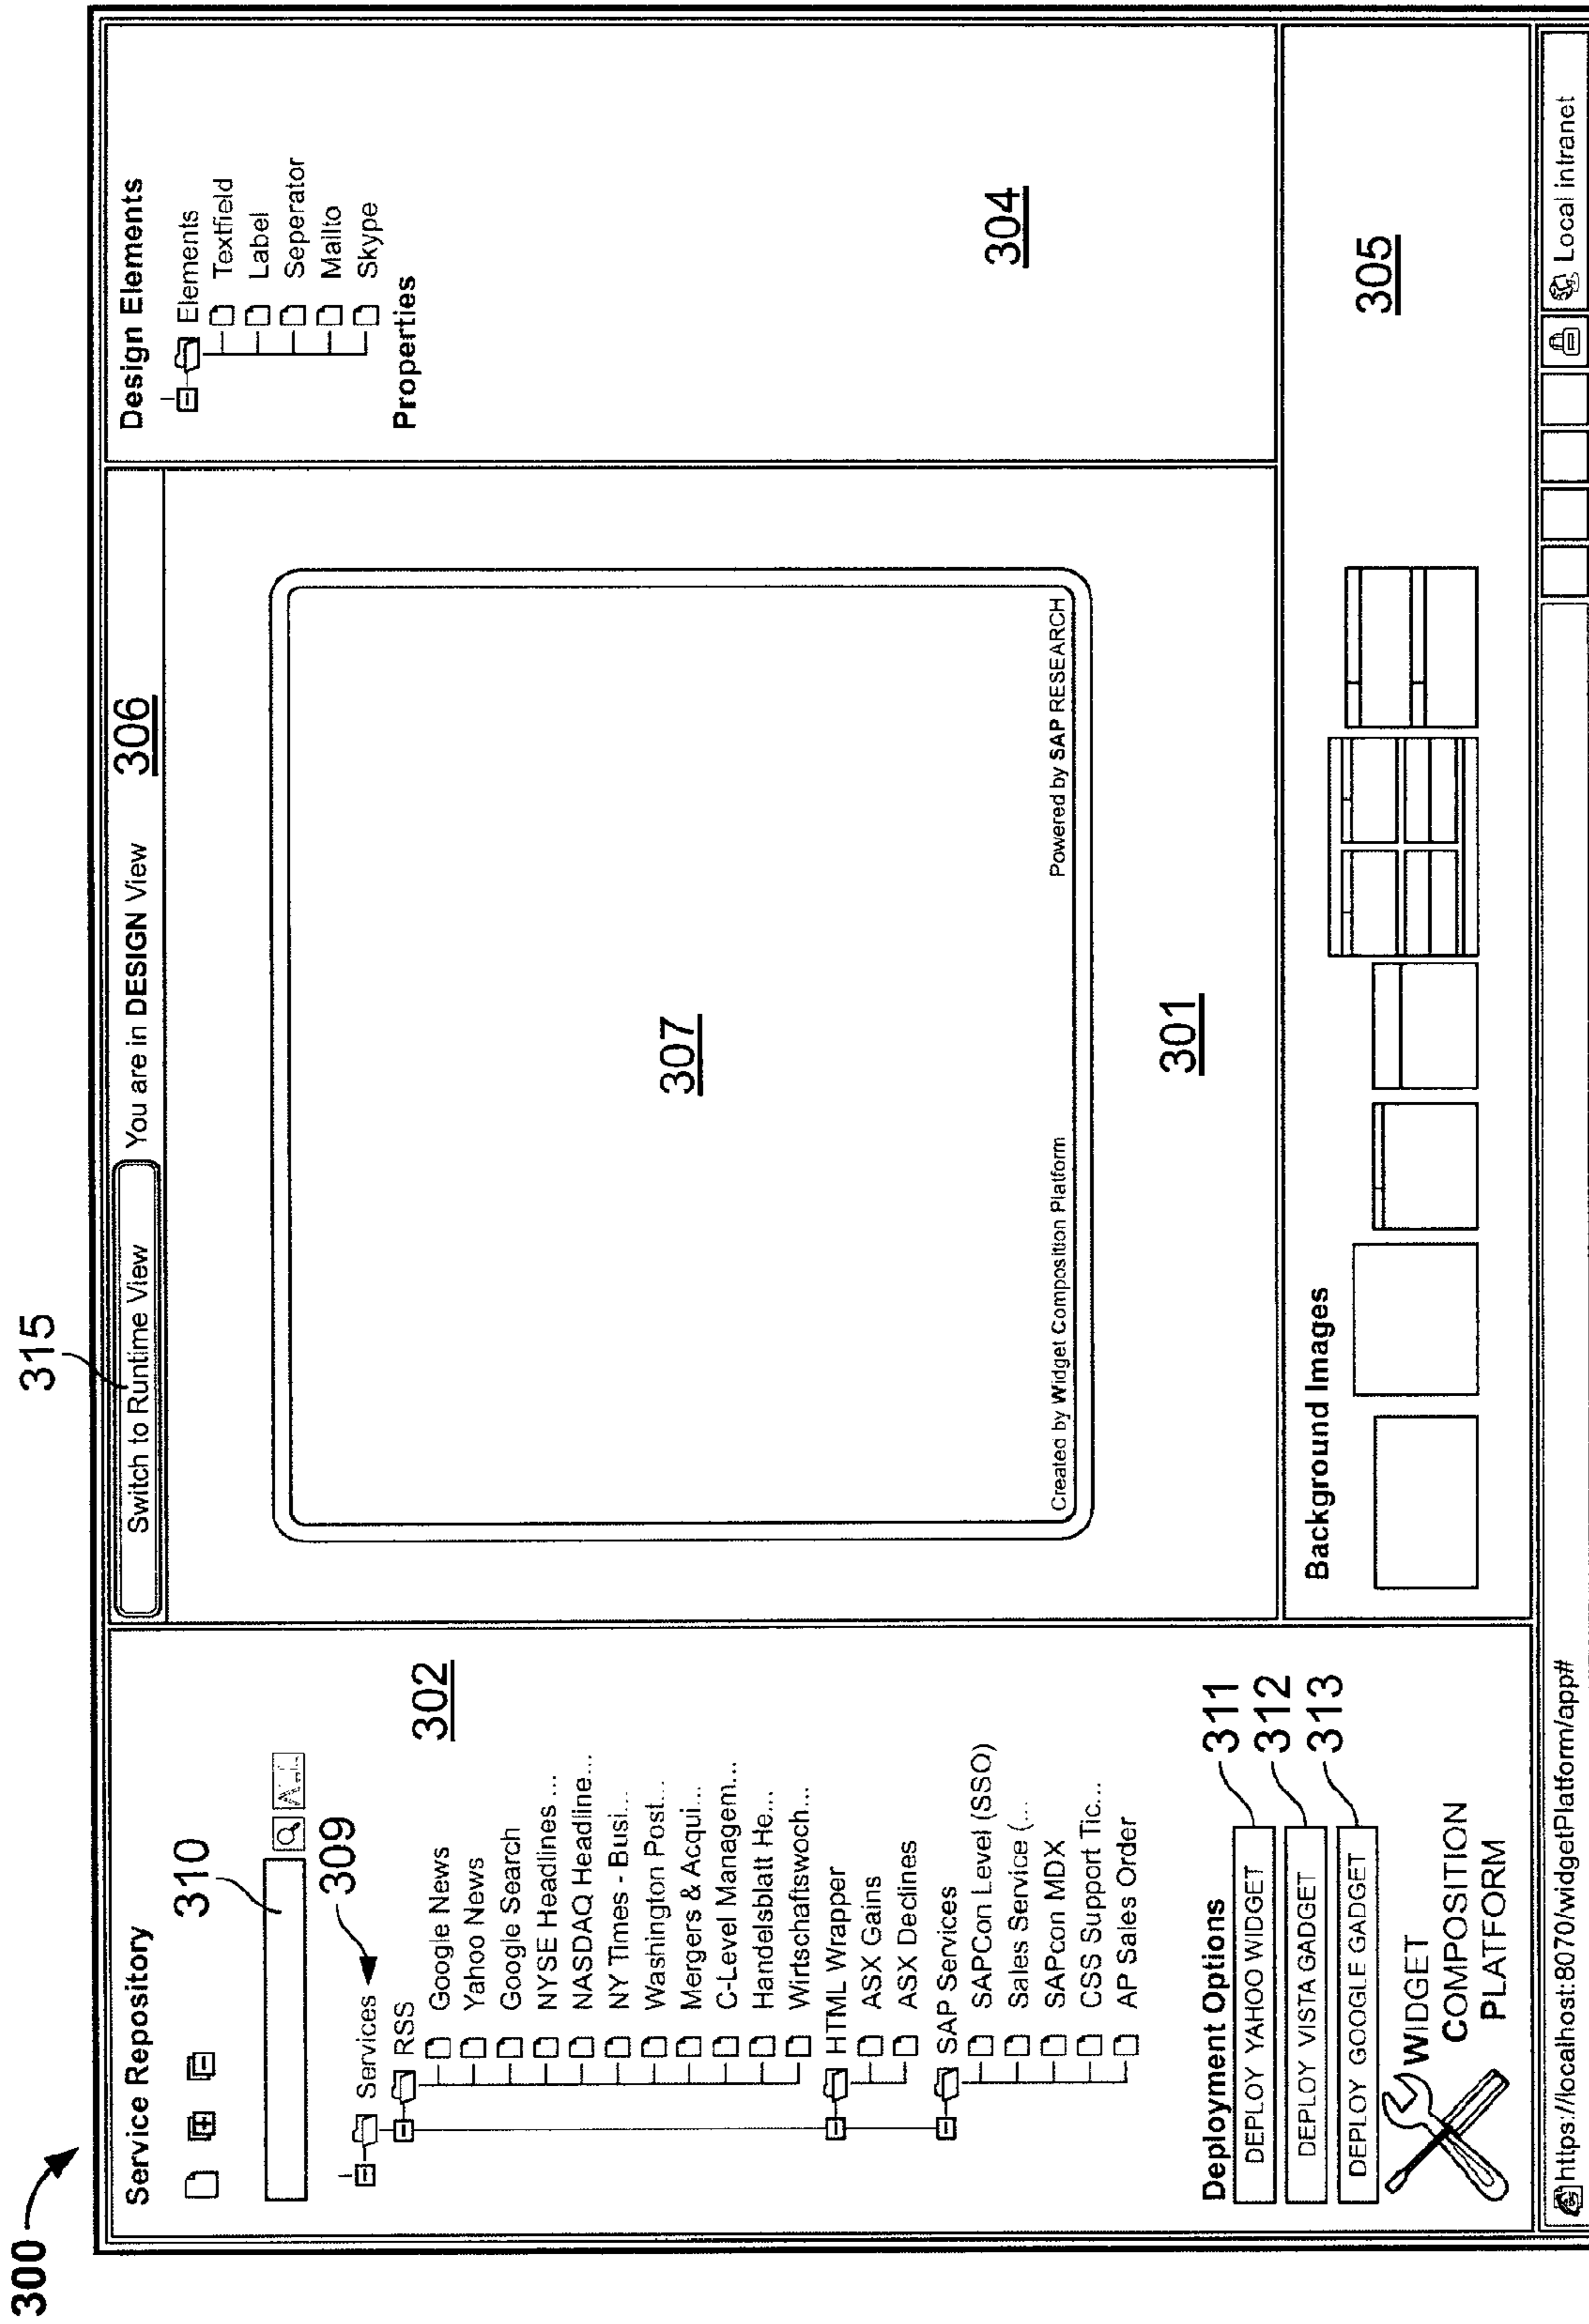 300
315
Service Repository
310
All
309
Services
302
RSS
Google News
Yahoo News
Google Search
NYSE Headlines ...
NASDAQ Headline...
NY Times - Busi...
Washington Post...
Mergers & Acqui...
C-Level Managem...
Handelsblatt He...
Wirtschaftswoch...
HTML Wrapper
ASX Gains
ASX Declines
SAP Services
SAPCon Level (SSO)
Sales Service (...
SAPcon MDX
CSS Support Tic...
AP Sales Order
Deployment Options
DEPLOY YAHOO WIDGET
311
DEPLOY VISTA GADGET
312
DEPLOY GOOGLE GADGET
313
WIDGET
COMPOSITION
PLATFORM
Switch to Runtime View
You are in DESIGN View
306
307
Created by Widget Composition Platform
Powered by SAP RESEARCH
301
Design Elements
Elements
Textfield
Label
Seperator
Mailto
Skype
Properties
304
Background Images
305
https://localhost:8070/widgetPlatform/app#
Local intranet